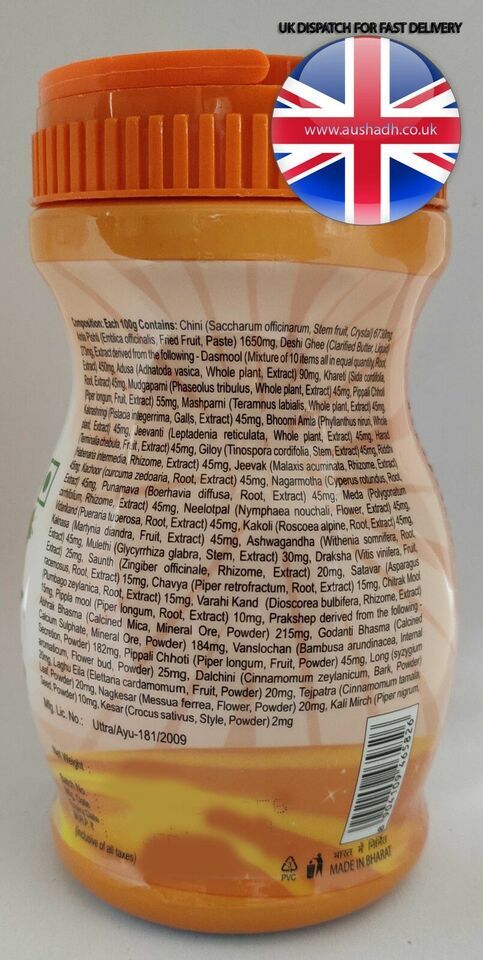 UK DISPATCH FOR FAST DELIVERY
www.aushadh.co.uk
Composition: Each 100g Contains: Chini (Saccharum officinarum, Stem fruit, Crystal) 6730mg
Pishti (Emblica officinalis, Fried Fruit, Paste) 1650mg, Deshi Ghee (Clarified Butter, Liquid)
Extract derived from the following - Dasmool (Mixture of 10 items all in equal quantity, Root,
Extract) 450mg, Adusa (Adhatoda vasica, Whole plant, Extract) 90mg, Khareti (Sida cordifolia,
Root, Extract) 45mg, Mudgaparni (Phaseolus tribulus, Whole plant, Extract) 45mg, Pippali Chhoti
Piper longum, Fruit, Extract) 55mg, Mashparni (Teramnus labialis, Whole plant, Extract) 45mg,
(Pistacia integerrima, Galls, Extract) 45mg, Bhoomi Amla (Phyllanthus niruri, Whole
plant, Extract) 45mg, Jeevanti (Leptadenia reticulata, Whole plant, Extract) 45mg, Harad
Terminalia chebula, Fruit, Extract) 45mg, Giloy (Tinospora cordifolia, Stem, Extract) 45mg, Riddhi
Habenaria intermedia, Rhizome, Extract) 45mg, Jeevak (Malaxis acuminata, Rhizome, Extract)
45mg, Kachoor (curcuma zedoaria, Root, Extract) 45mg, Nagarmotha (Cyperus rotundus, Root,
Extract) 45mg, Punarnava (Boerhavia diffusa, Root, Extract) 45mg, Meda (Polygonatum
Rhizome, Extract) 45mg, Neelotpal (Nymphaea nouchali, Flower, Extract) 45mg,
Vidarikand (Pueraria tuberosa, Root, Extract) 45mg, Kakoli (Roscoea alpine, Root, Extract) 45mg,
Kaknasa (Martynia diandra, Fruit, Extract) 45mg, Ashwagandha (Withenia somnifera, Root,
Extract) 45mg, Mulethi (Glycyrrhiza glabra, Stem, Extract) 30mg, Draksha (Vitis vinifera, Fruit,
Extract) 25mg, Saunth (Zingiber officinale, Rhizome, Extract) 20mg, Satavar (Asparagus
racemosus, Root, Extract) 15mg, Chavya (Piper retrofractum, Root, Extract) 15mg, Chitrak Mool
(Plumbago zeylanica, Root, Extract) 15mg, Varahi Kand (Dioscorea bulbifera, Rhizome, Extract)
Pippla mool (Piper longum, Root, Extract) 10mg, Prakshep derived from the following -
Abhrak Bhasma (Calcined Mica, Mineral Ore, Powder) 215mg, Godanti Bhasma (Calcined
Calcium Sulphate, Mineral Ore, Powder) 184mg, Vanslochan (Bambusa arundinacea, Internal
Secretion, Powder) 182mg, Pippali Chhoti (Piper longum, Fruit, Powder) 45mg, Long (syzygium
aromaticum, Flower bud, Powder) 25mg, Dalchini (Cinnamomum zeylanicum, Bark, Powder)
20mg, Laghu Elia (Elettaria cardamomum, Fruit, Powder) 20mg, Tejpatra (Cinnamomum tamala,
Leaf, Powder) 20mg, Nagkesar (Messua ferrea, Flower, Powder) 20mg, Kali Mirch (Piper nigrum,
Seed, Powder) 10mg, Kesar (Crocus sativus, Style, Powder) 2mg
Mfg. Lic. No.: Uttra/Ayu-181/2009
Net Weight
Batch No.
(inclusive of all taxes)
8 904109 465826
PVC
भारत में निर्मित
MADE IN BHARAT